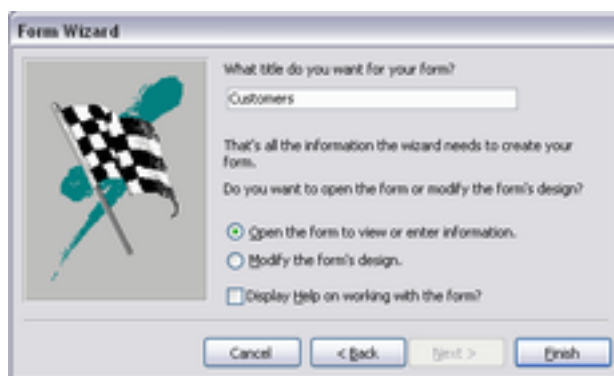 Form Wizard
What title do you want for your form?
Customers
That's all the information the wizard needs to create your
form.
Do you want to open the form or modify the form's design?
Open the form to view or enter information.
Modify the form's design.
Display Help on working with the form?
Cancel < Back Next > Finish